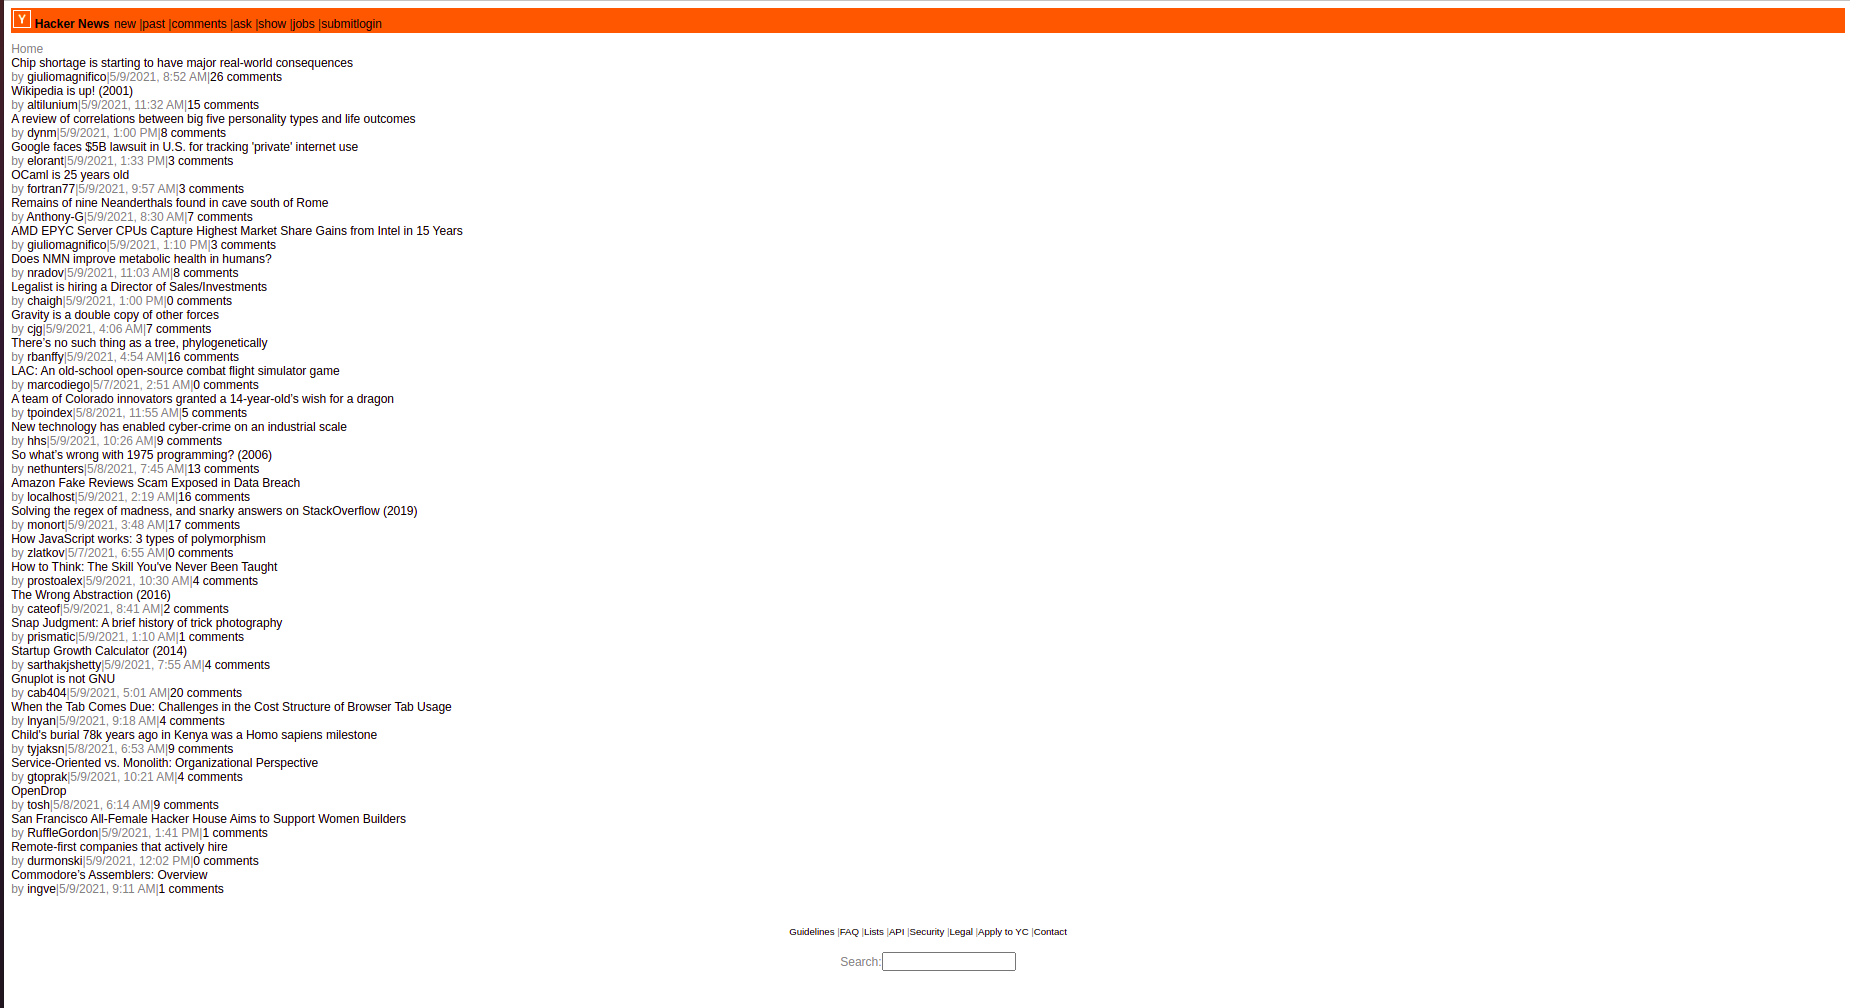 Y Hacker News new |past |comments |ask |show |jobs |submitlogin
Home
Chip shortage is starting to have major real-world consequences
by giuliomagnifico|5/9/2021, 8:52 AM|26 comments
Wikipedia is up! (2001)
by altilunium|5/9/2021, 11:32 AM|15 comments
A review of correlations between big five personality types and life outcomes
by dynm|5/9/2021, 1:00 PM|8 comments
Google faces $5B lawsuit in U.S. for tracking 'private' internet use
by elorant|5/9/2021, 1:33 PM|3 comments
OCaml is 25 years old
by fortran77|5/9/2021, 9:57 AM|3 comments
Remains of nine Neanderthals found in cave south of Rome
by Anthony-G|5/9/2021, 8:30 AM|7 comments
AMD EPYC Server CPUs Capture Highest Market Share Gains from Intel in 15 Years
by giuliomagnifico|5/9/2021, 1:10 PM|3 comments
Does NMN improve metabolic health in humans?
by nradov|5/9/2021, 11:03 AM|8 comments
Legalist is hiring a Director of Sales/Investments
by chaigh|5/9/2021, 1:00 PM|0 comments
Gravity is a double copy of other forces
by cjg|5/9/2021, 4:06 AM|7 comments
There’s no such thing as a tree, phylogenetically
by rbanffy|5/9/2021, 4:54 AM|16 comments
LAC: An old-school open-source combat flight simulator game
by marcodiego|5/7/2021, 2:51 AM|0 comments
A team of Colorado innovators granted a 14-year-old’s wish for a dragon
by tpoindex|5/8/2021, 11:55 AM|5 comments
New technology has enabled cyber-crime on an industrial scale
by hhs|5/9/2021, 10:26 AM|9 comments
So what’s wrong with 1975 programming? (2006)
by nethunters|5/8/2021, 7:45 AM|13 comments
Amazon Fake Reviews Scam Exposed in Data Breach
by localhost|5/9/2021, 2:19 AM|16 comments
Solving the regex of madness, and snarky answers on StackOverflow (2019)
by monort|5/9/2021, 3:48 AM|17 comments
How JavaScript works: 3 types of polymorphism
by zlatkov|5/7/2021, 6:55 AM|0 comments
How to Think: The Skill You've Never Been Taught
by prostoalex|5/9/2021, 10:30 AM|4 comments
The Wrong Abstraction (2016)
by cateof|5/9/2021, 8:41 AM|2 comments
Snap Judgment: A brief history of trick photography
by prismatic|5/9/2021, 1:10 AM|1 comments
Startup Growth Calculator (2014)
by sarthakjshetty|5/9/2021, 7:55 AM|4 comments
Gnuplot is not GNU
by cab404|5/9/2021, 5:01 AM|20 comments
When the Tab Comes Due: Challenges in the Cost Structure of Browser Tab Usage
by lnyan|5/9/2021, 9:18 AM|4 comments
Child's burial 78k years ago in Kenya was a Homo sapiens milestone
by tyjaksn|5/8/2021, 6:53 AM|9 comments
Service-Oriented vs. Monolith: Organizational Perspective
by gtoprak|5/9/2021, 10:21 AM|4 comments
OpenDrop
by tosh|5/8/2021, 6:14 AM|9 comments
San Francisco All-Female Hacker House Aims to Support Women Builders
by RuffleGordon|5/9/2021, 1:41 PM|1 comments
Remote-first companies that actively hire
by durmonski|5/9/2021, 12:02 PM|0 comments
Commodore’s Assemblers: Overview
by ingve|5/9/2021, 9:11 AM|1 comments
Guidelines |FAQ |Lists |API |Security |Legal |Apply to YC |Contact
Search: